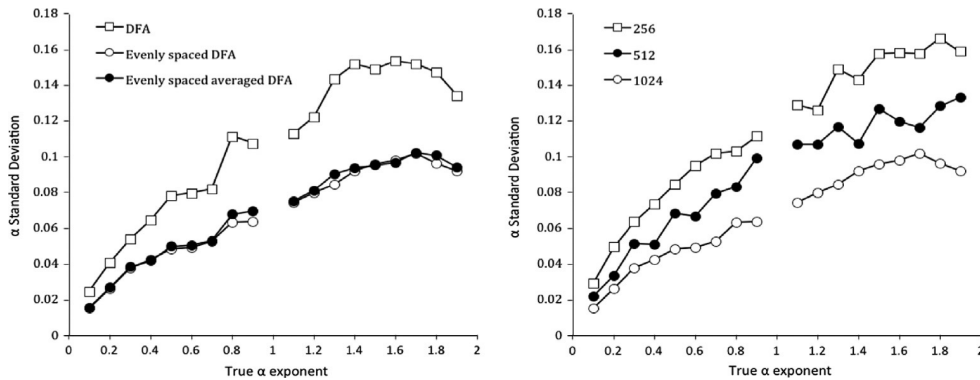 α Standard Deviation
0.18
0.16
0.14
0.12
0.1
0.08
0.06
0.04
0.02
0
DFA
Evenly spaced DFA
Evenly spaced averaged DFA
0 0.2 0.4 0.6 0.8 1 1.2 1.4 1.6 1.8 2
True α exponent
α Standard Deviation
0.18
0.16
0.14
0.12
0.1
0.08
0.06
0.04
0.02
0
256
512
1024
0 0.2 0.4 0.6 0.8 1 1.2 1.4 1.6 1.8 2
True α exponent